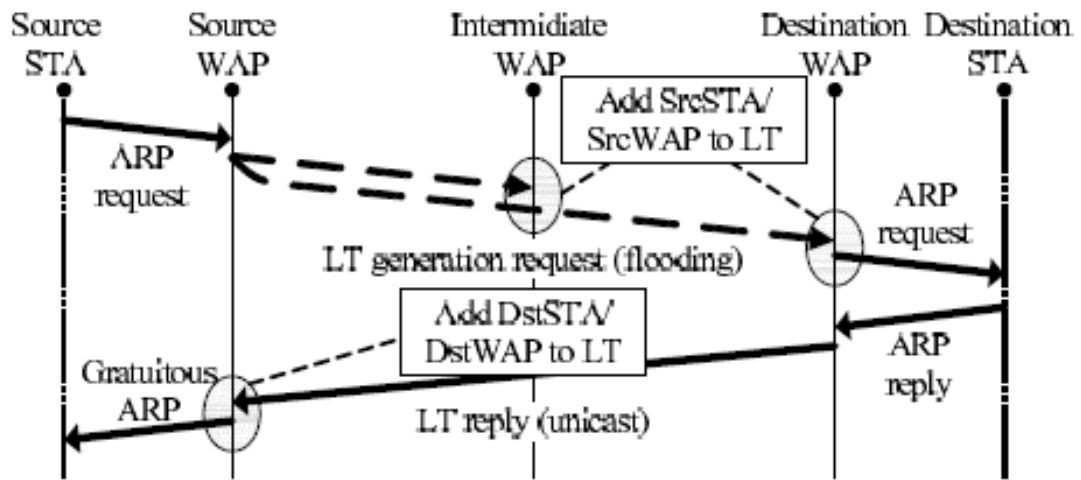 Source
STA
Source
WAP
Intermidiate
WAP
Destination
WAP
Destination
STA
Add SrcSTA/
SrcWAP to LT
ARP
request
ARP
request
LT generation request (flooding)
Add DstSTA/
DstWAP to LT
ARP
reply
Gratuitous
ARP
LT reply (unicast)